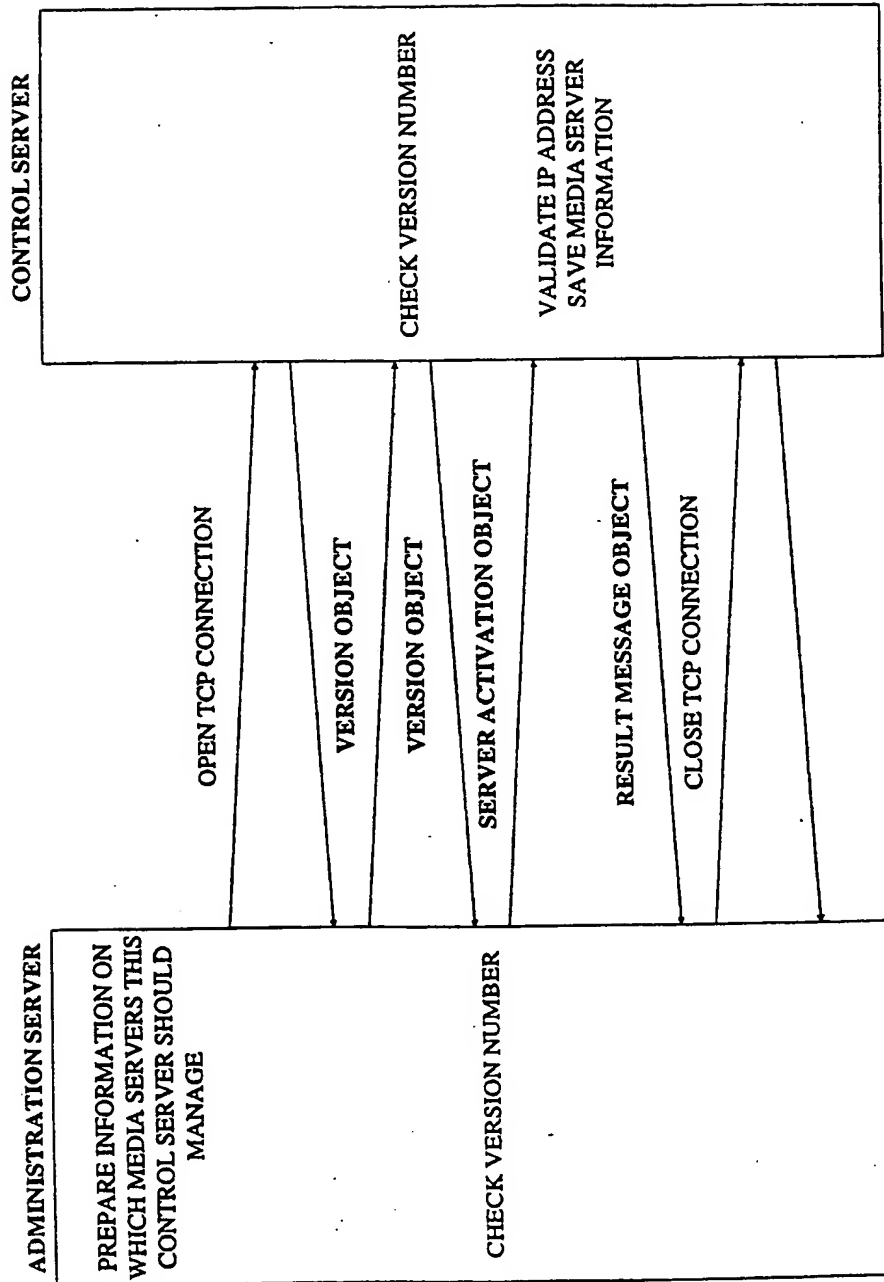 ADMINISTRATION SERVER
PREPARE INFORMATION ON
WHICH MEDIA SERVERS THIS
CONTROL SERVER SHOULD
MANAGE
CHECK VERSION NUMBER
OPEN TCP CONNECTION
VERSION OBJECT
VERSION OBJECT
SERVER ACTIVATION OBJECT
RESULT MESSAGE OBJECT
CLOSE TCP CONNECTION
CONTROL SERVER
CHECK VERSION NUMBER
VALIDATE IP ADDRESS
SAVE MEDIA SERVER
INFORMATION